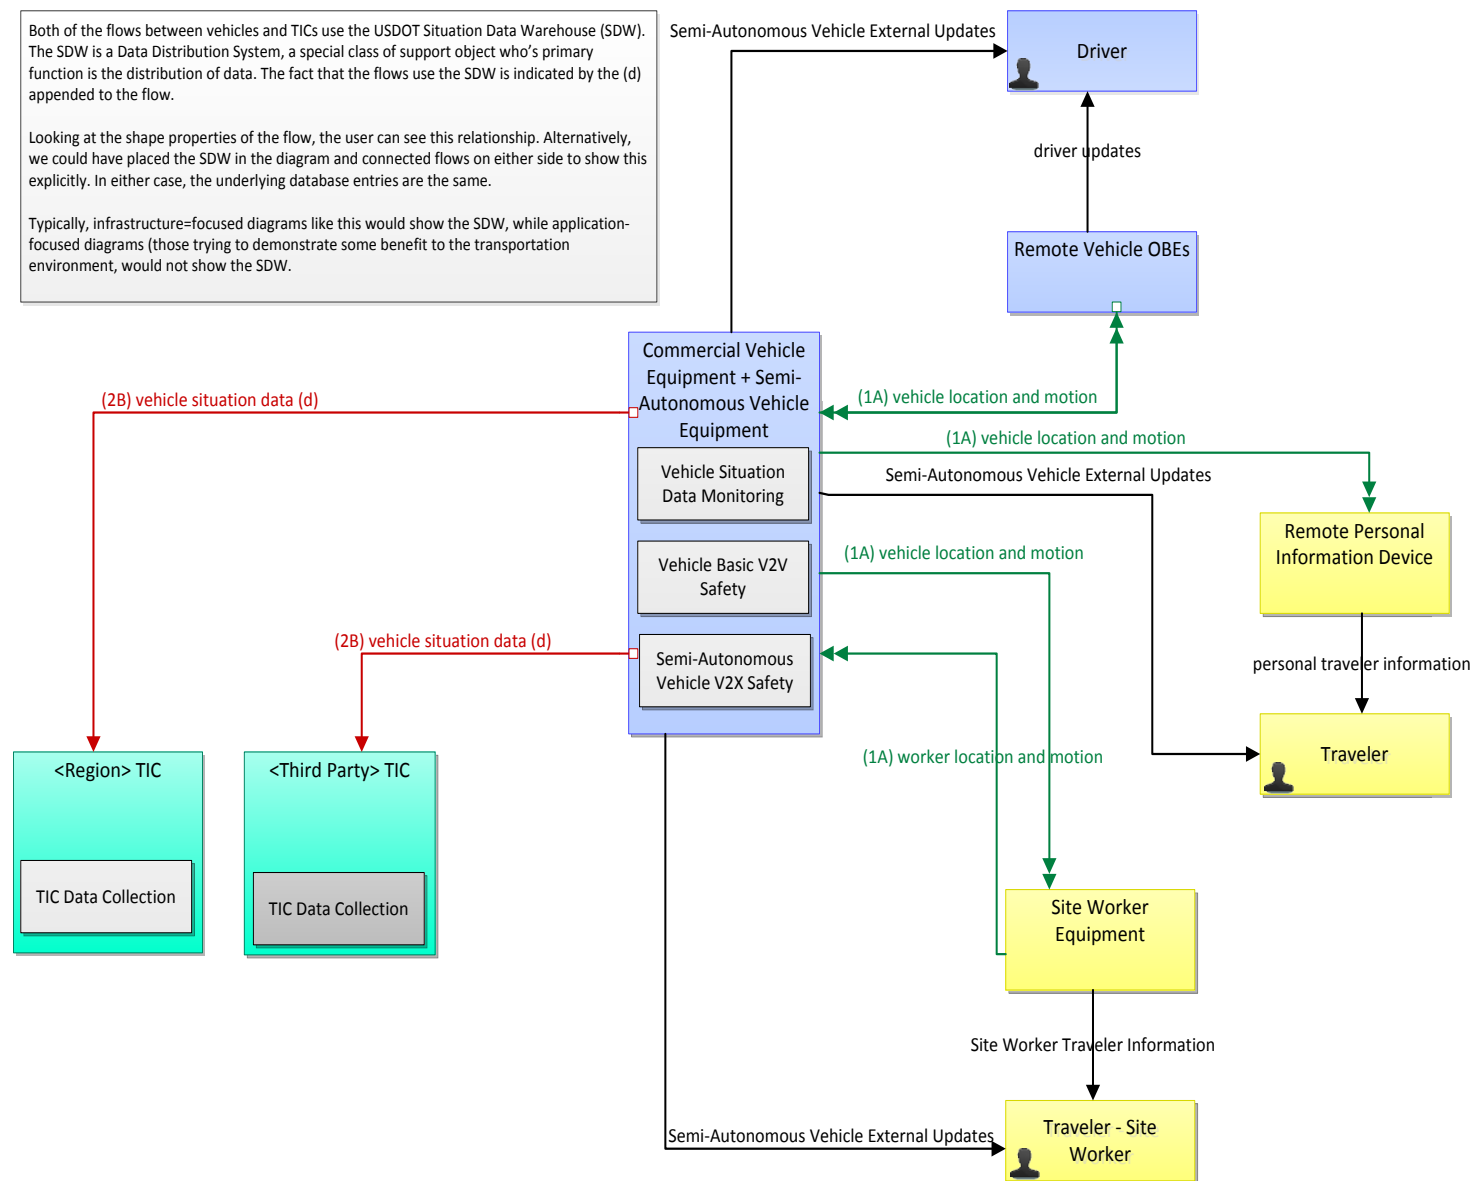 Both of the flows between vehicles and TICs use the USDOT Situation Data Warehouse (SDW).
The SDW is a Data Distribution System, a special class of support object who's primary
function is the distribution of data. The fact that the flows use the SDW is indicated by the (d)
appended to the flow.
Looking at the shape properties of the flow, the user can see this relationship. Alternatively,
we could have placed the SDW in the diagram and connected flows on either side to show this
explicitly. In either case, the underlying database entries are the same.
Typically, infrastructure=focused diagrams like this would show the SDW, while application-
focused diagrams (those trying to demonstrate some benefit to the transportation
environment, would not show the SDW.
Semi-Autonomous Vehicle External Updates
Driver
driver updates
Remote Vehicle OBEs
Commercial Vehicle
Equipment + Semi-
Autonomous Vehicle
Equipment
(2B) vehicle situation data (d)
(1A) vehicle location and motion
(1A) vehicle location and motion
Vehicle Situation
Data Monitoring
Semi-Autonomous Vehicle External Updates
Remote Personal
Information Device
(1A) vehicle location and motion
Vehicle Basic V2V
Safety
(2B) vehicle situation data (d)
Semi-Autonomous
Vehicle V2X Safety
personal traveler information
(1A) worker location and motion
Traveler
<Region> TIC
<Third Party> TIC
TIC Data Collection
TIC Data Collection
Site Worker
Equipment
Site Worker Traveler Information
Semi-Autonomous Vehicle External Updates
Traveler - Site
Worker